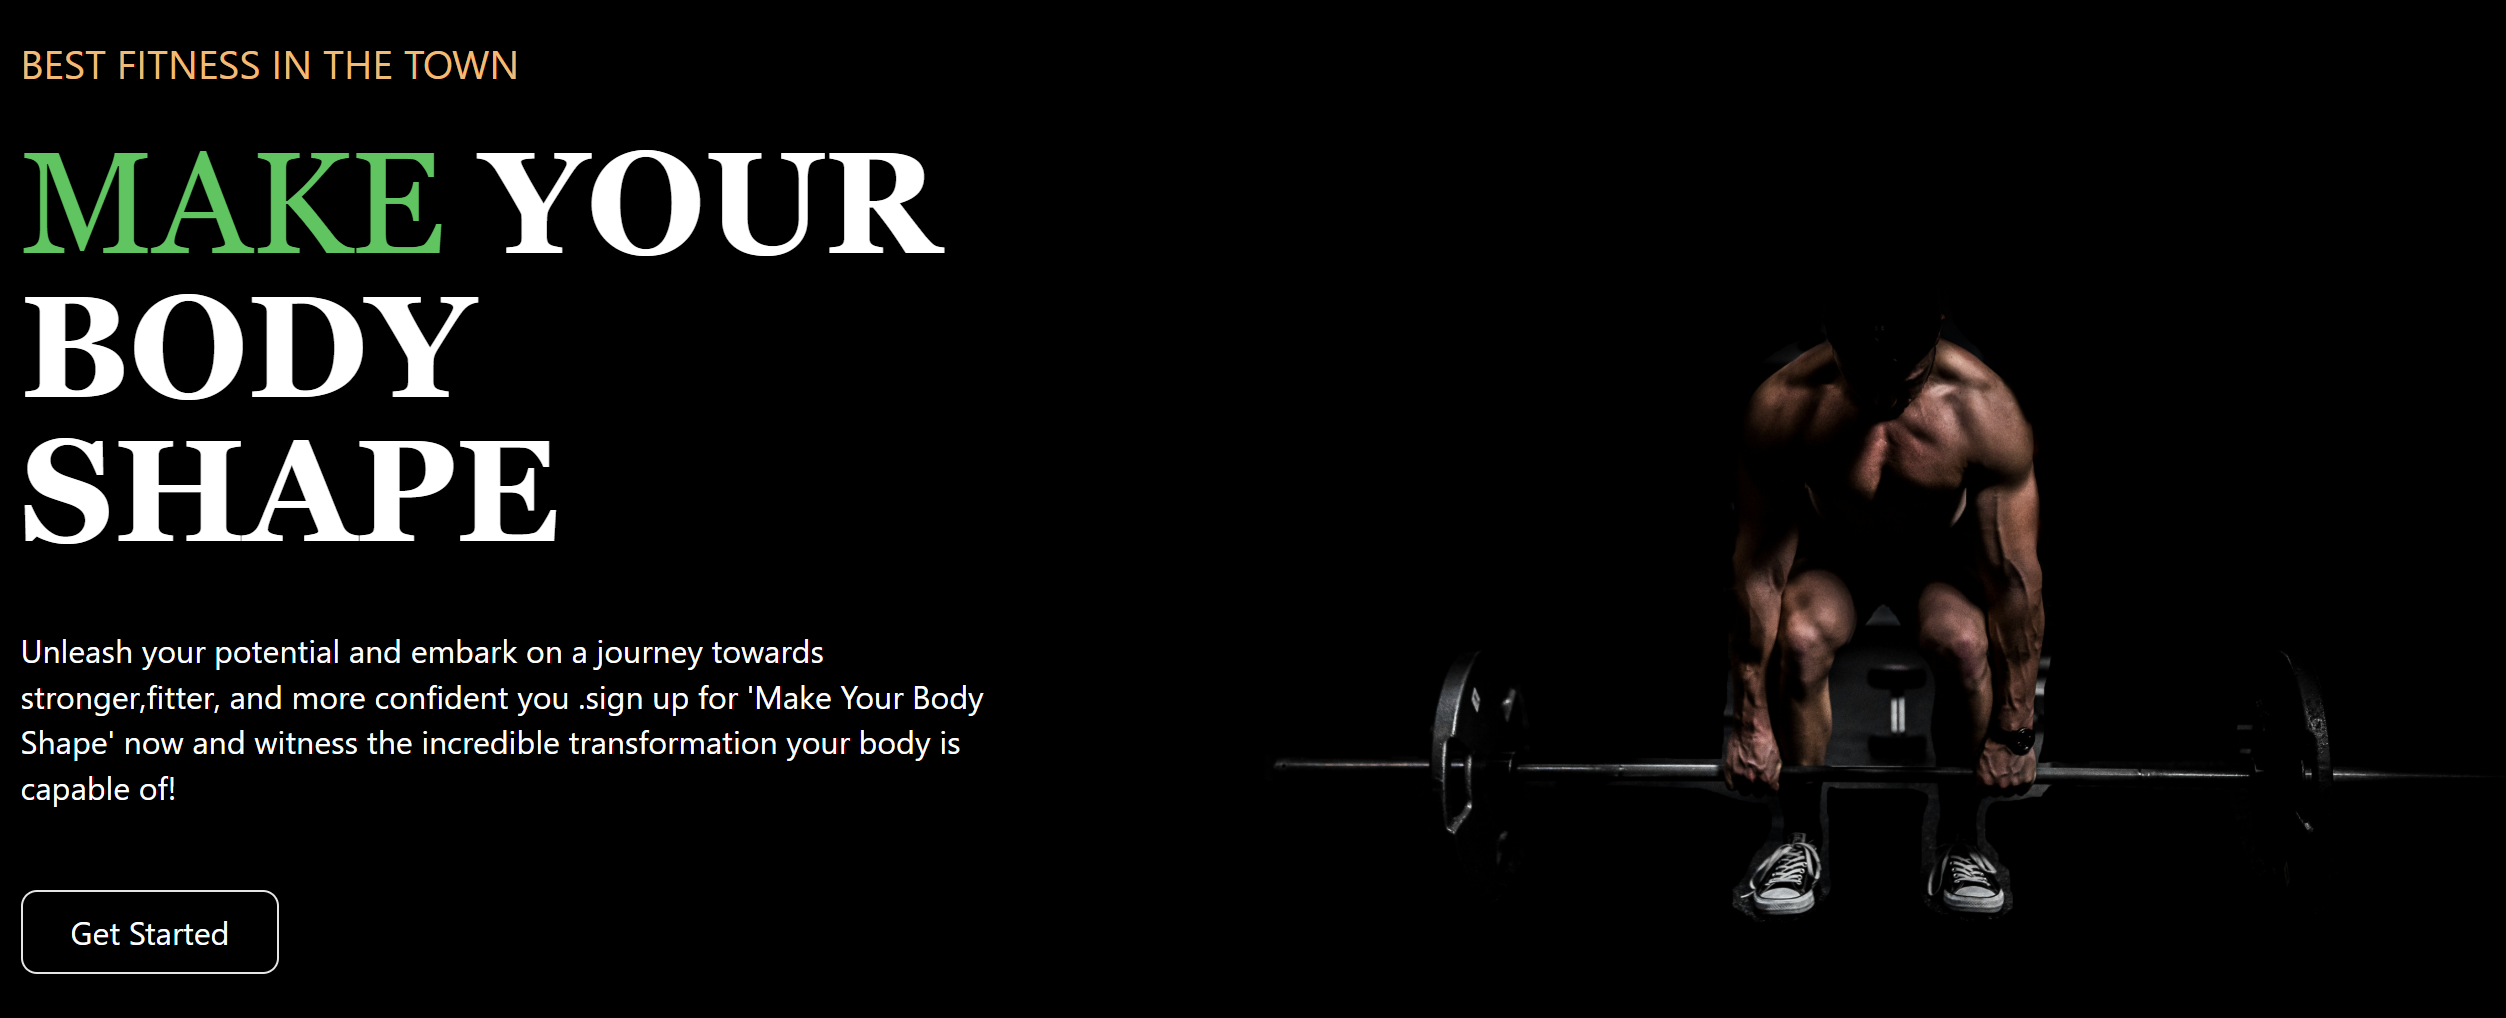 BEST FITNESS IN THE TOWN
MAKE YOUR
BODY
SHAPE
Unleash your potential and embark on a journey towards
stronger,fitter, and more confident you .sign up for 'Make Your Body
Shape' now and witness the incredible transformation your body is
capable of!
Get Started